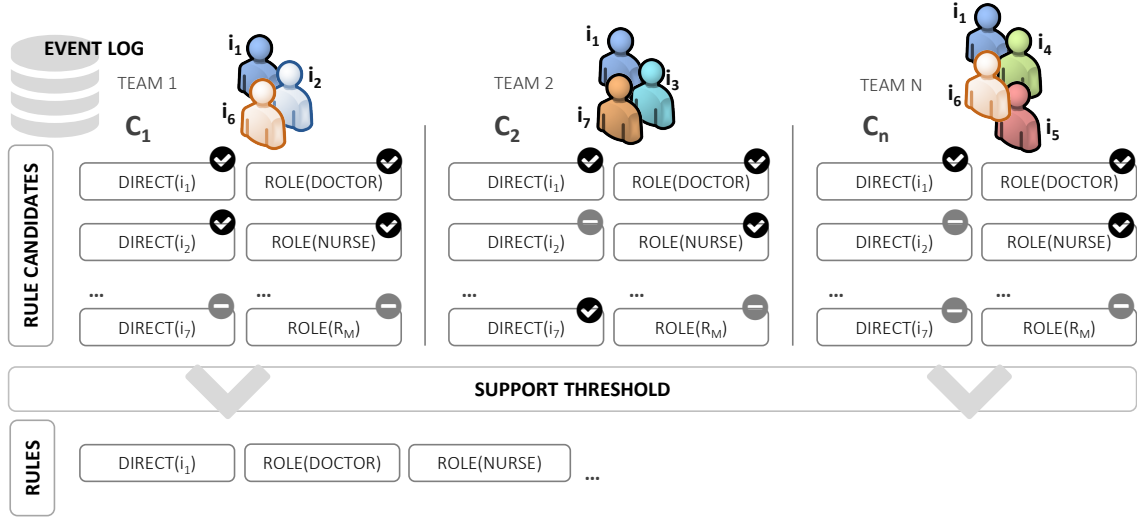 EVENT LOG
TEAM 1
i₁
i₂
i₆
C₁
TEAM 2
i₁
i₃
i₇
C₂
TEAM N
i₁
i₄
i₆
i₅
Cₙ
RULE CANDIDATES
DIRECT(i₁) ROLE(DOCTOR) DIRECT(i₁) ROLE(DOCTOR) DIRECT(i₁) ROLE(DOCTOR)
DIRECT(i₂) ROLE(NURSE) DIRECT(i₂) ROLE(NURSE) DIRECT(i₂) ROLE(NURSE)
... ... ... ... ... ...
DIRECT(i₇) ROLE(R_M) DIRECT(i₇) ROLE(R_M) DIRECT(i₇) ROLE(R_M)
SUPPORT THRESHOLD
RULES
DIRECT(i₁) ROLE(DOCTOR) ROLE(NURSE) ...